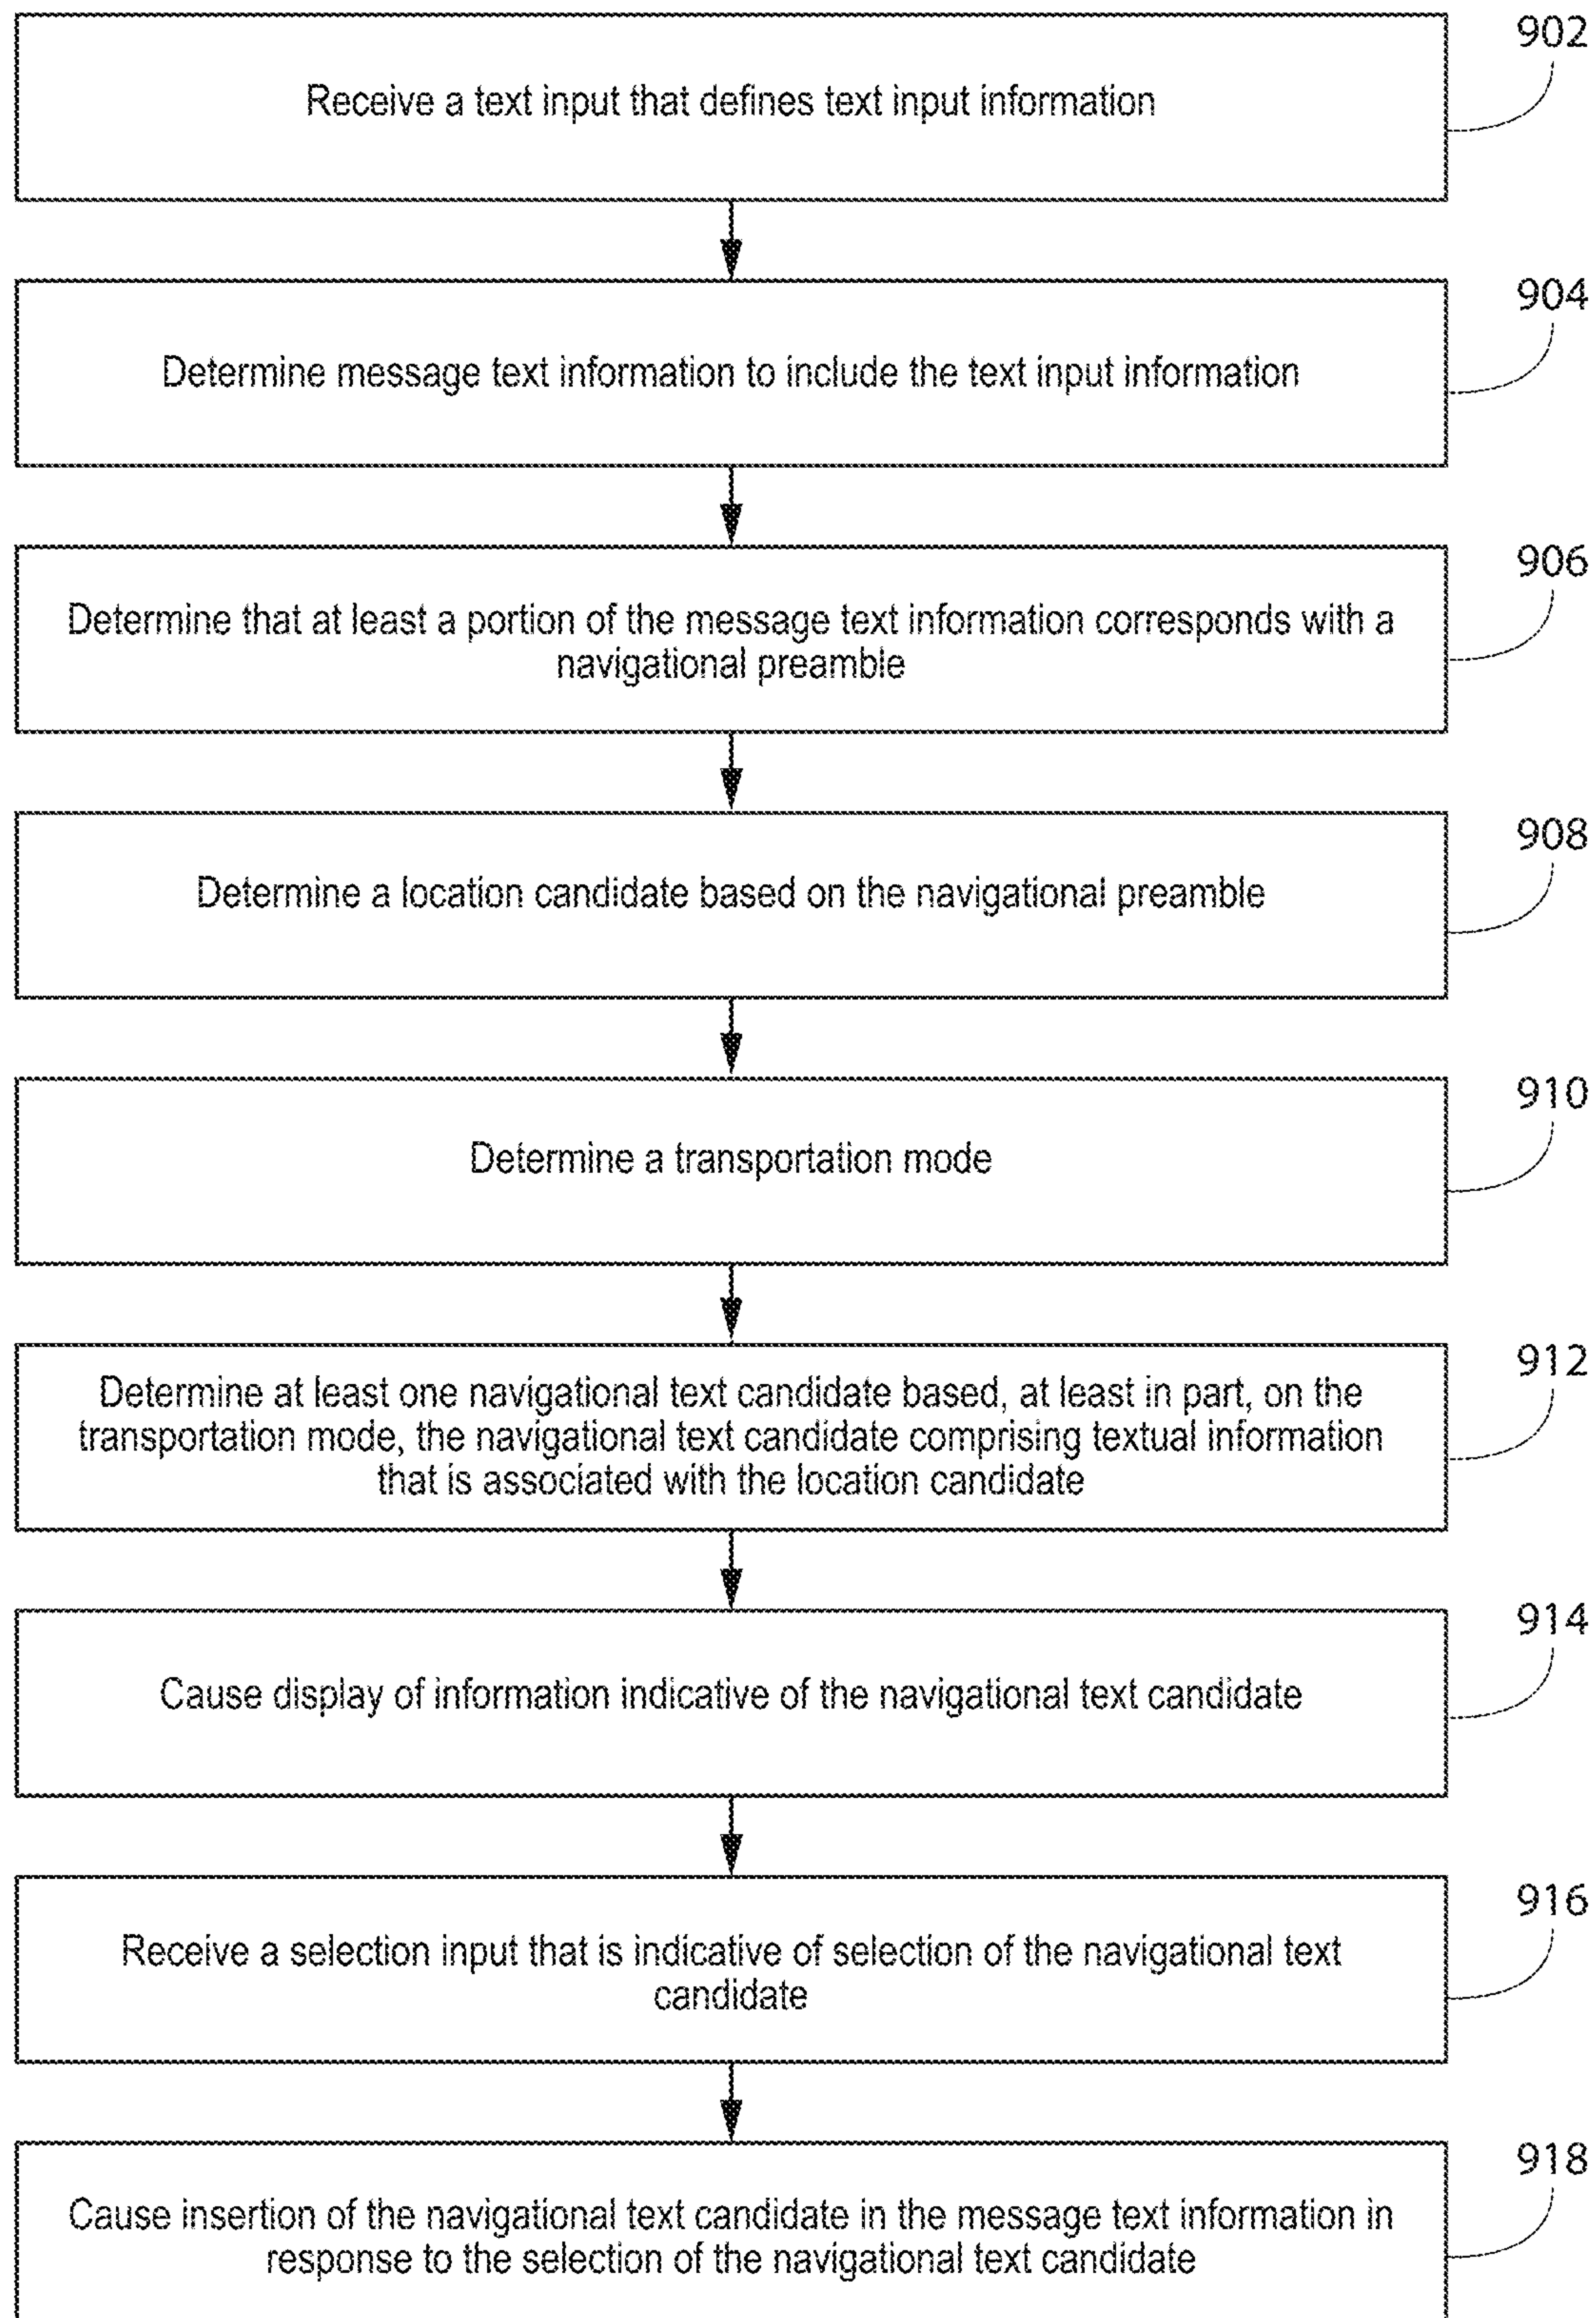 902
Receive a text input that defines text input information
904
Determine message text information to include the text input information
906
Determine that at least a portion of the message text information corresponds with a
navigational preamble
908
Determine a location candidate based on the navigational preamble
910
Determine a transportation mode
912
Determine at least one navigational text candidate based, at least in part, on the
transportation mode, the navigational text candidate comprising textual information
that is associated with the location candidate
914
Cause display of information indicative of the navigational text candidate
916
Receive a selection input that is indicative of selection of the navigational text
candidate
918
Cause insertion of the navigational text candidate in the message text information in
response to the selection of the navigational text candidate